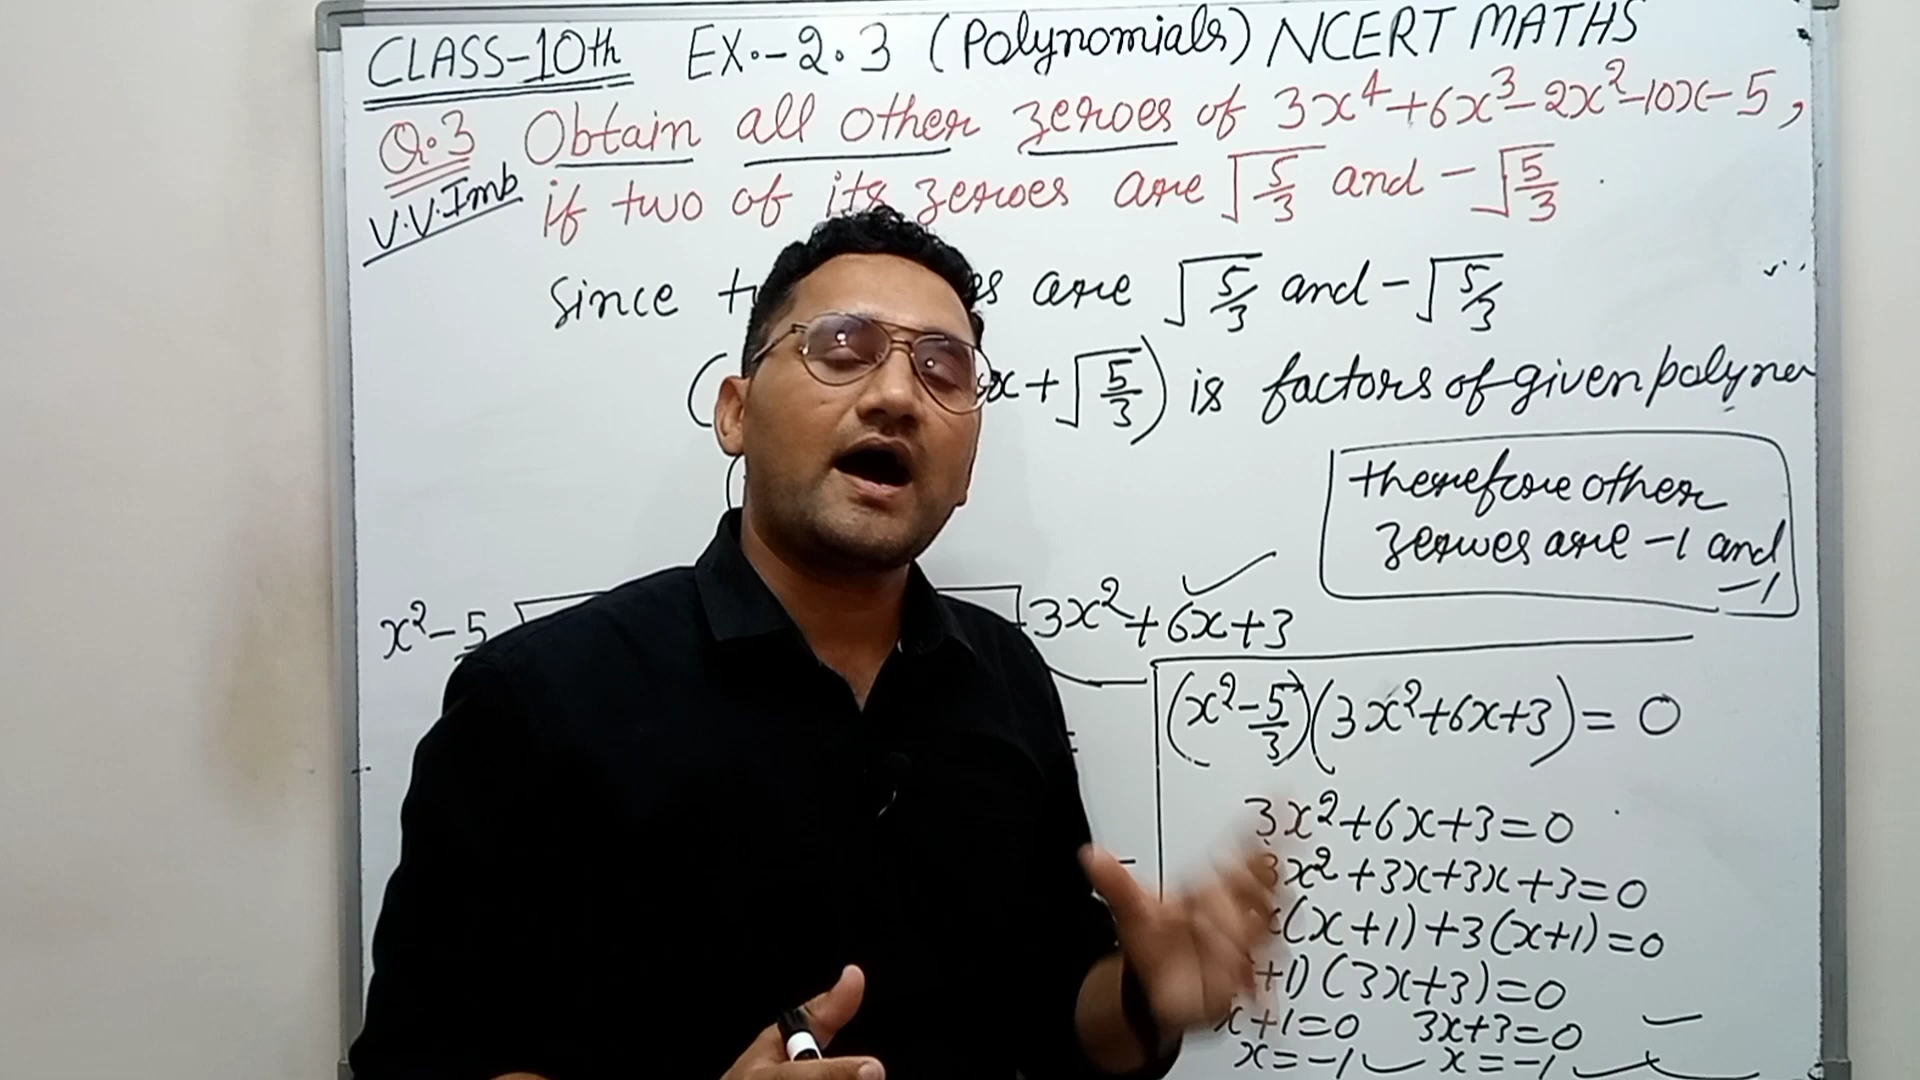 CLASS-10th EX.-2.3 (Polynomials) NCERT MATHS
Q.3 Obtain all other zeroes of 3x⁴+6x³-2x²-10x-5,
V.V.Imb if two of its zeroes are √5/3 and -√5/3
Since are √5/3 and -√5/3
( x+√5/3) is factors of given polyno
therefore other
zeroes are -1 and
-1
x²-5 3x²+6x+3
(x²-5/3)(3x²+6x+3)=0
3x²+6x+3=0
3x²+3x+3x+3=0
(x+1)+3(x+1)=0
+1)(3x+3)=0
x+1=0 3x+3=0
x=-1 x=-1